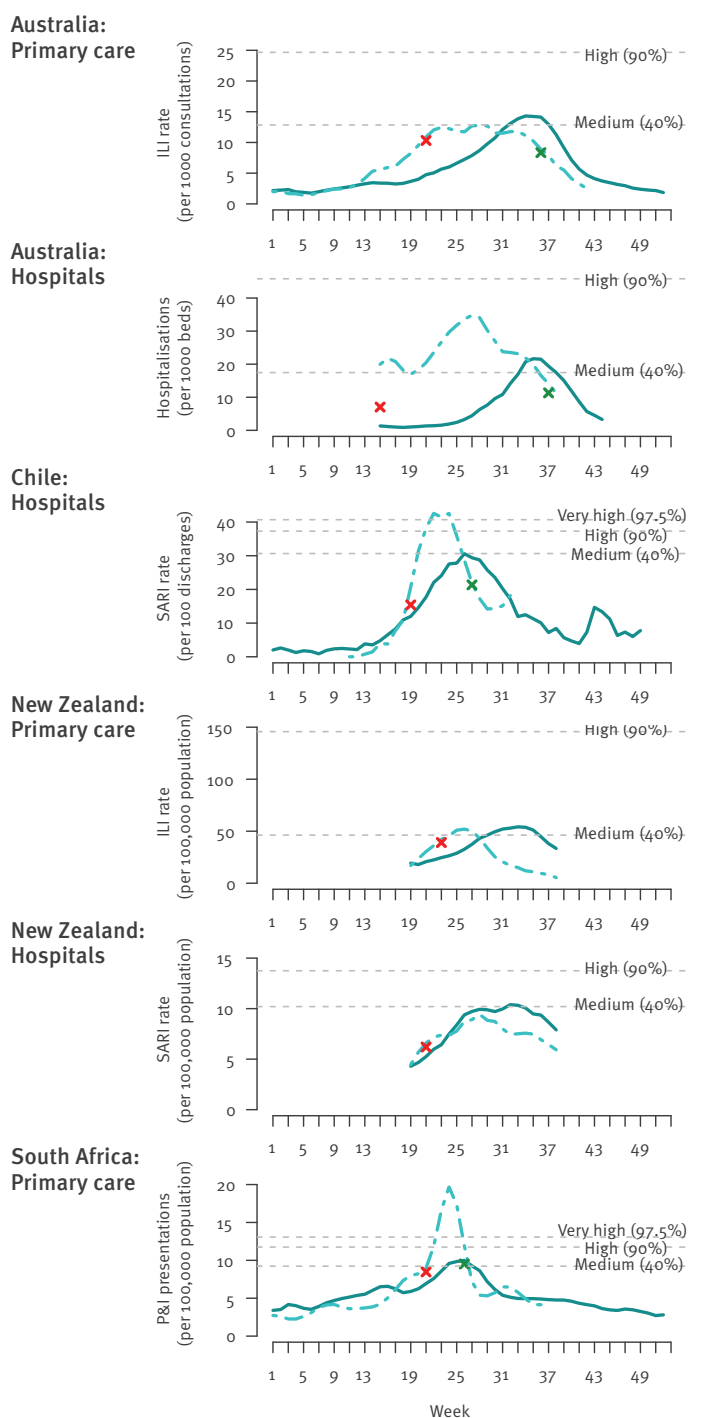 Australia:
Primary care
ILI rate
(per 1000 consultations)
25
20
15
10
5
0
High (90%)
Medium (40%)
1 5 9 13 19 25 31 37 43 49
Australia:
Hospitals
Hospitalisations
(per 1000 beds)
40
30
20
10
0
High (90%)
Medium (40%)
1 5 9 13 19 25 31 37 43 49
Chile:
Hospitals
SARI rate
(per 100 discharges)
40
30
20
10
0
Very high (97.5%)
High (90%)
Medium (40%)
1 5 9 13 19 25 31 37 43 49
New Zealand:
Primary care
ILI rate
(per 100,000 population)
150
100
50
0
High (90%)
Medium (40%)
1 5 9 13 19 25 31 37 43 49
New Zealand:
Hospitals
SARI rate
(per 100,000 population)
15
10
5
0
High (90%)
Medium (40%)
1 5 9 13 19 25 31 37 43 49
South Africa:
Primary care
P&I presentations
(per 100,000 population)
20
15
10
5
0
Very high (97.5%)
High (90%)
Medium (40%)
1 5 9 13 19 25 31 37 43 49
Week